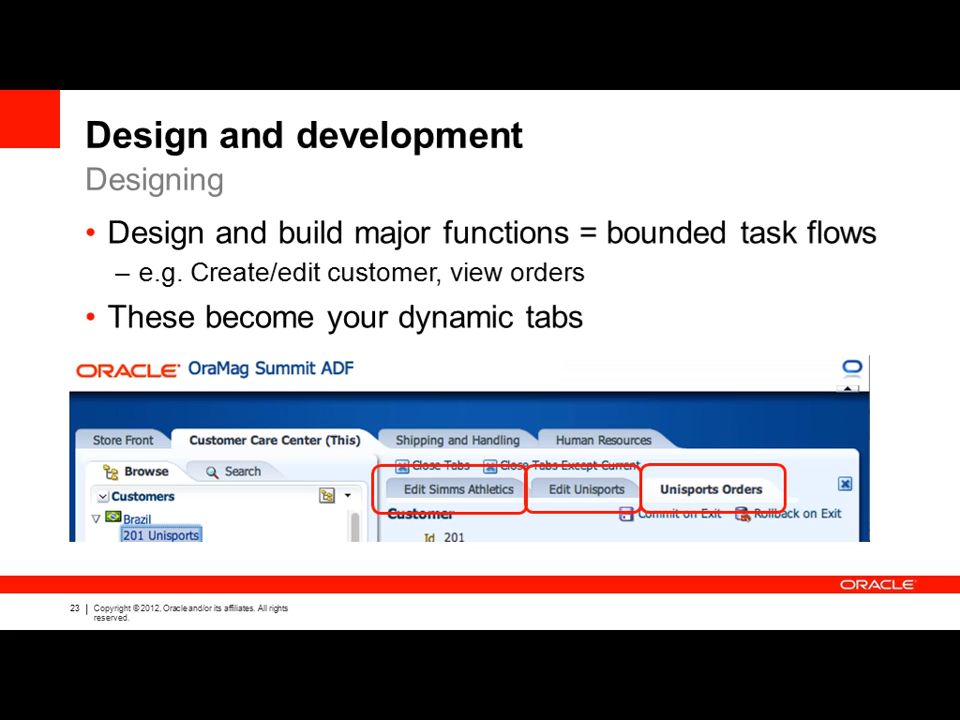 Design and development
Designing
• Design and build major functions = bounded task flows
– e.g. Create/edit customer, view orders
• These become your dynamic tabs
ORACLE OraMag Summit ADF
Store Front Customer Care Center (This) Shipping and Handling Human Resources
Browse Search Close Tabs Close Tabs Except Current
Edit Simms Athletics Edit Unisports Unisports Orders
Customers Customer Commit on Exit Rollback on Exit
Brazil
201 Unisports Id 201
ORACLE
23 Copyright © 2012, Oracle and/or its affiliates. All rights
reserved.